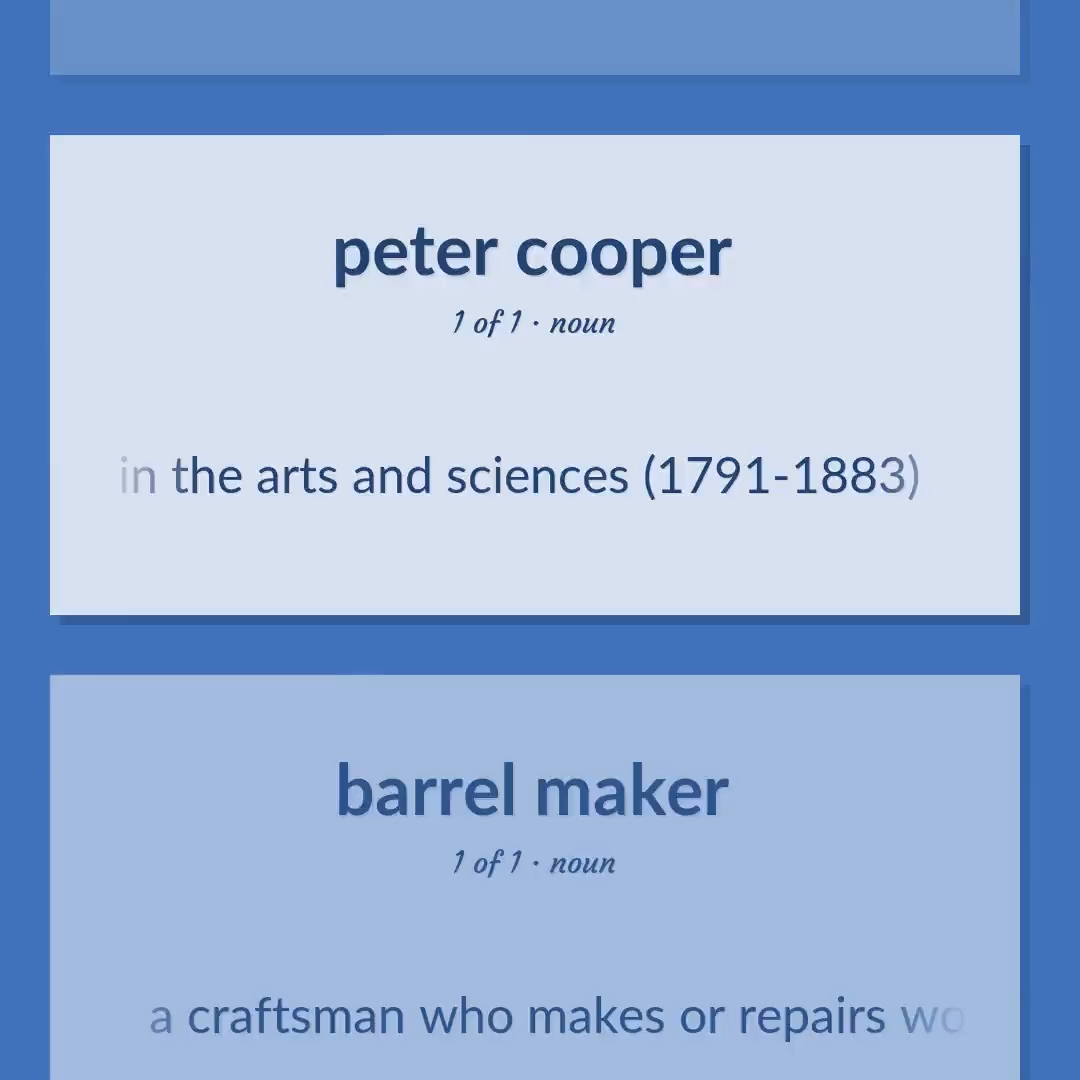 peter cooper
1 of 1 · noun
in the arts and sciences (1791-1883)
barrel maker
1 of 1 · noun
a craftsman who makes or repairs wo